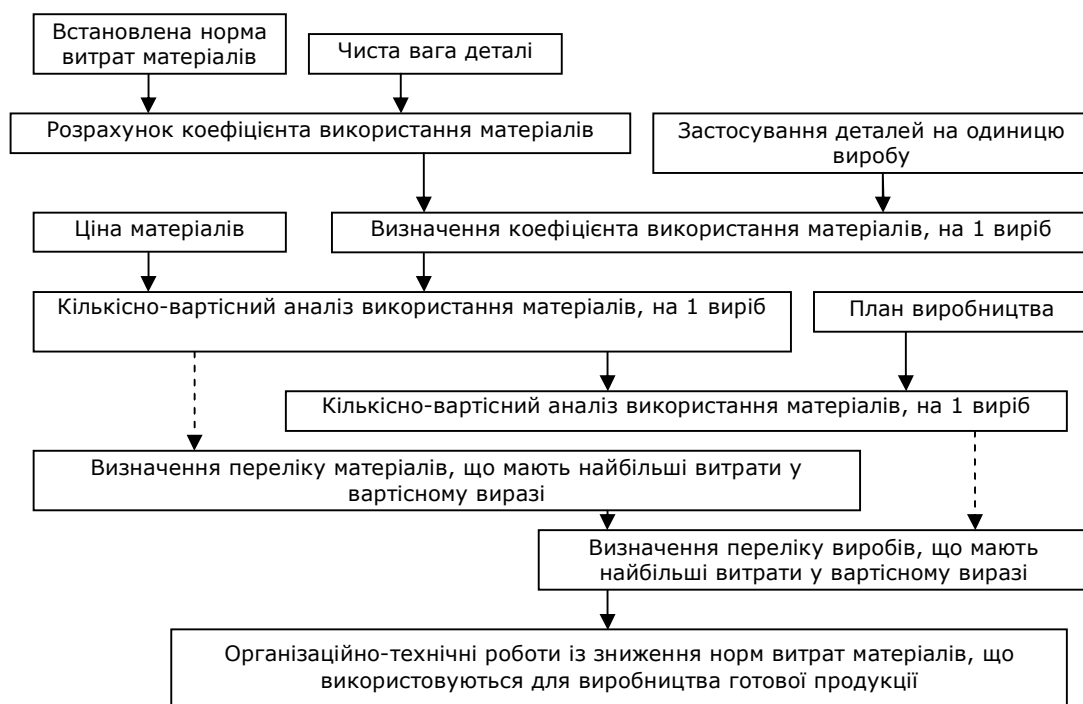 Встановлена норма
витрат матеріалів
Чиста вага деталі
Розрахунок коефіцієнта використання матеріалів
Застосування деталей на одиницю
виробу
Ціна матеріалів
Визначення коефіцієнта використання матеріалів, на 1 виріб
Кількісно-вартісний аналіз використання матеріалів, на 1 виріб
План виробництва
Кількісно-вартісний аналіз використання матеріалів, на 1 виріб
Визначення переліку матеріалів, що мають найбільші витрати у
вартісному виразі
Визначення переліку виробів, що мають
найбільші витрати у вартісному виразі
Організаційно-технічні роботи із зниження норм витрат матеріалів, що
використовуються для виробництва готової продукції